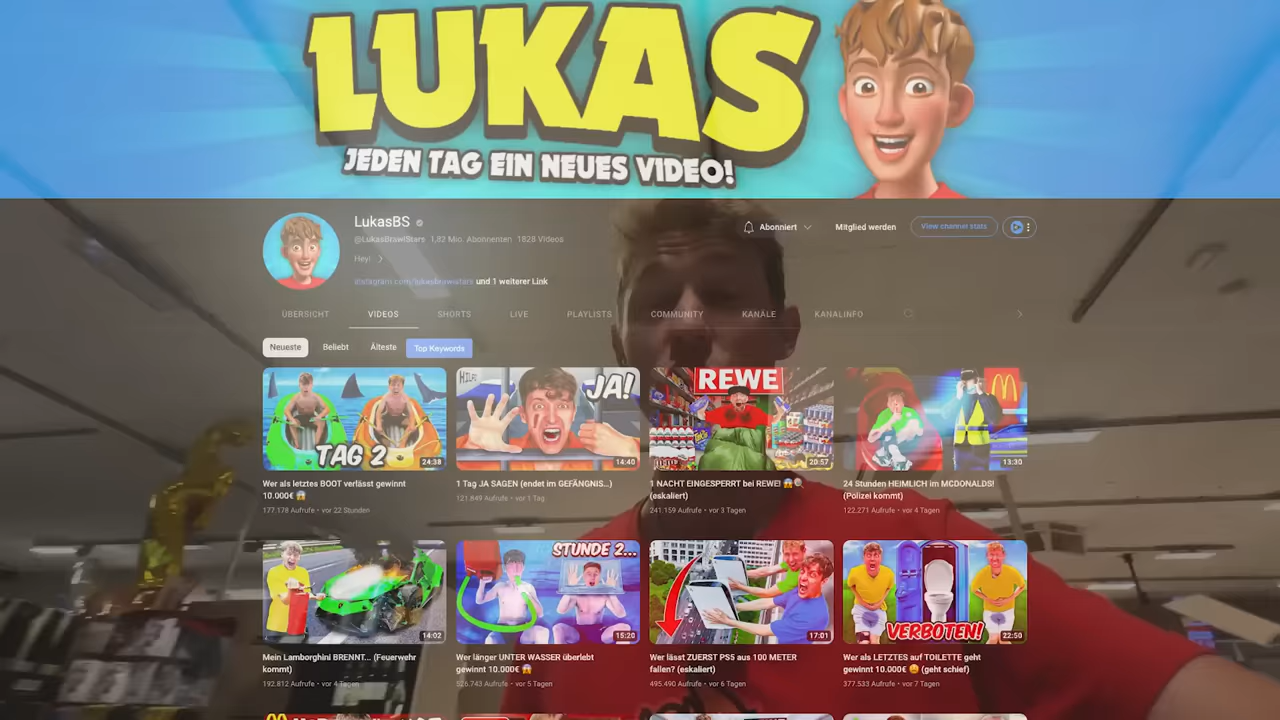 LUKAS
JEDEN TAG EIN NEUES VIDEO!
LukasBS
@LukasBrawlStars 1,82 Mio. Abonnenten 1828 Videos
Hey!
instagram.com/lukasbrawlstars und 1 weiterer Link
Abonniert
Mitglied werden
View channel stats
ÜBERSICHT VIDEOS SHORTS LIVE PLAYLISTS COMMUNITY KANÄLE KANALINFO
Neueste Beliebt Älteste Top Keywords
TAG 2
24:38
HILFE
JA!
14:40
REWE
20:57
13:30
Wer als letztes BOOT verlässt gewinnt
10.000€ 😱
177.178 Aufrufe • vor 22 Stunden
1 Tag JA SAGEN (endet im GEFÄNGNIS...)
121.849 Aufrufe • vor 1 Tag
1 NACHT EINGESPERRT bei REWE! 😱🔍
(eskaliert)
241.159 Aufrufe • vor 3 Tagen
24 Stunden HEIMLICH im MCDONALDS!
(Polizei kommt)
122.271 Aufrufe • vor 4 Tagen
14:02
STUNDE 2...
15:20
17:01
VERBOTEN!
22:50
Mein Lamborghini BRENNT... (Feuerwehr
kommt)
192.812 Aufrufe • vor 4 Tagen
Wer länger UNTER WASSER überlebt
gewinnt 10.000€ 😱
526.743 Aufrufe • vor 5 Tagen
Wer lässt ZUERST PS5 aus 100 METER
fallen? (eskaliert)
495.490 Aufrufe • vor 6 Tagen
Wer als LETZTES auf TOILETTE geht
gewinnt 10.000€ 😣 (geht schief)
377.533 Aufrufe • vor 7 Tagen